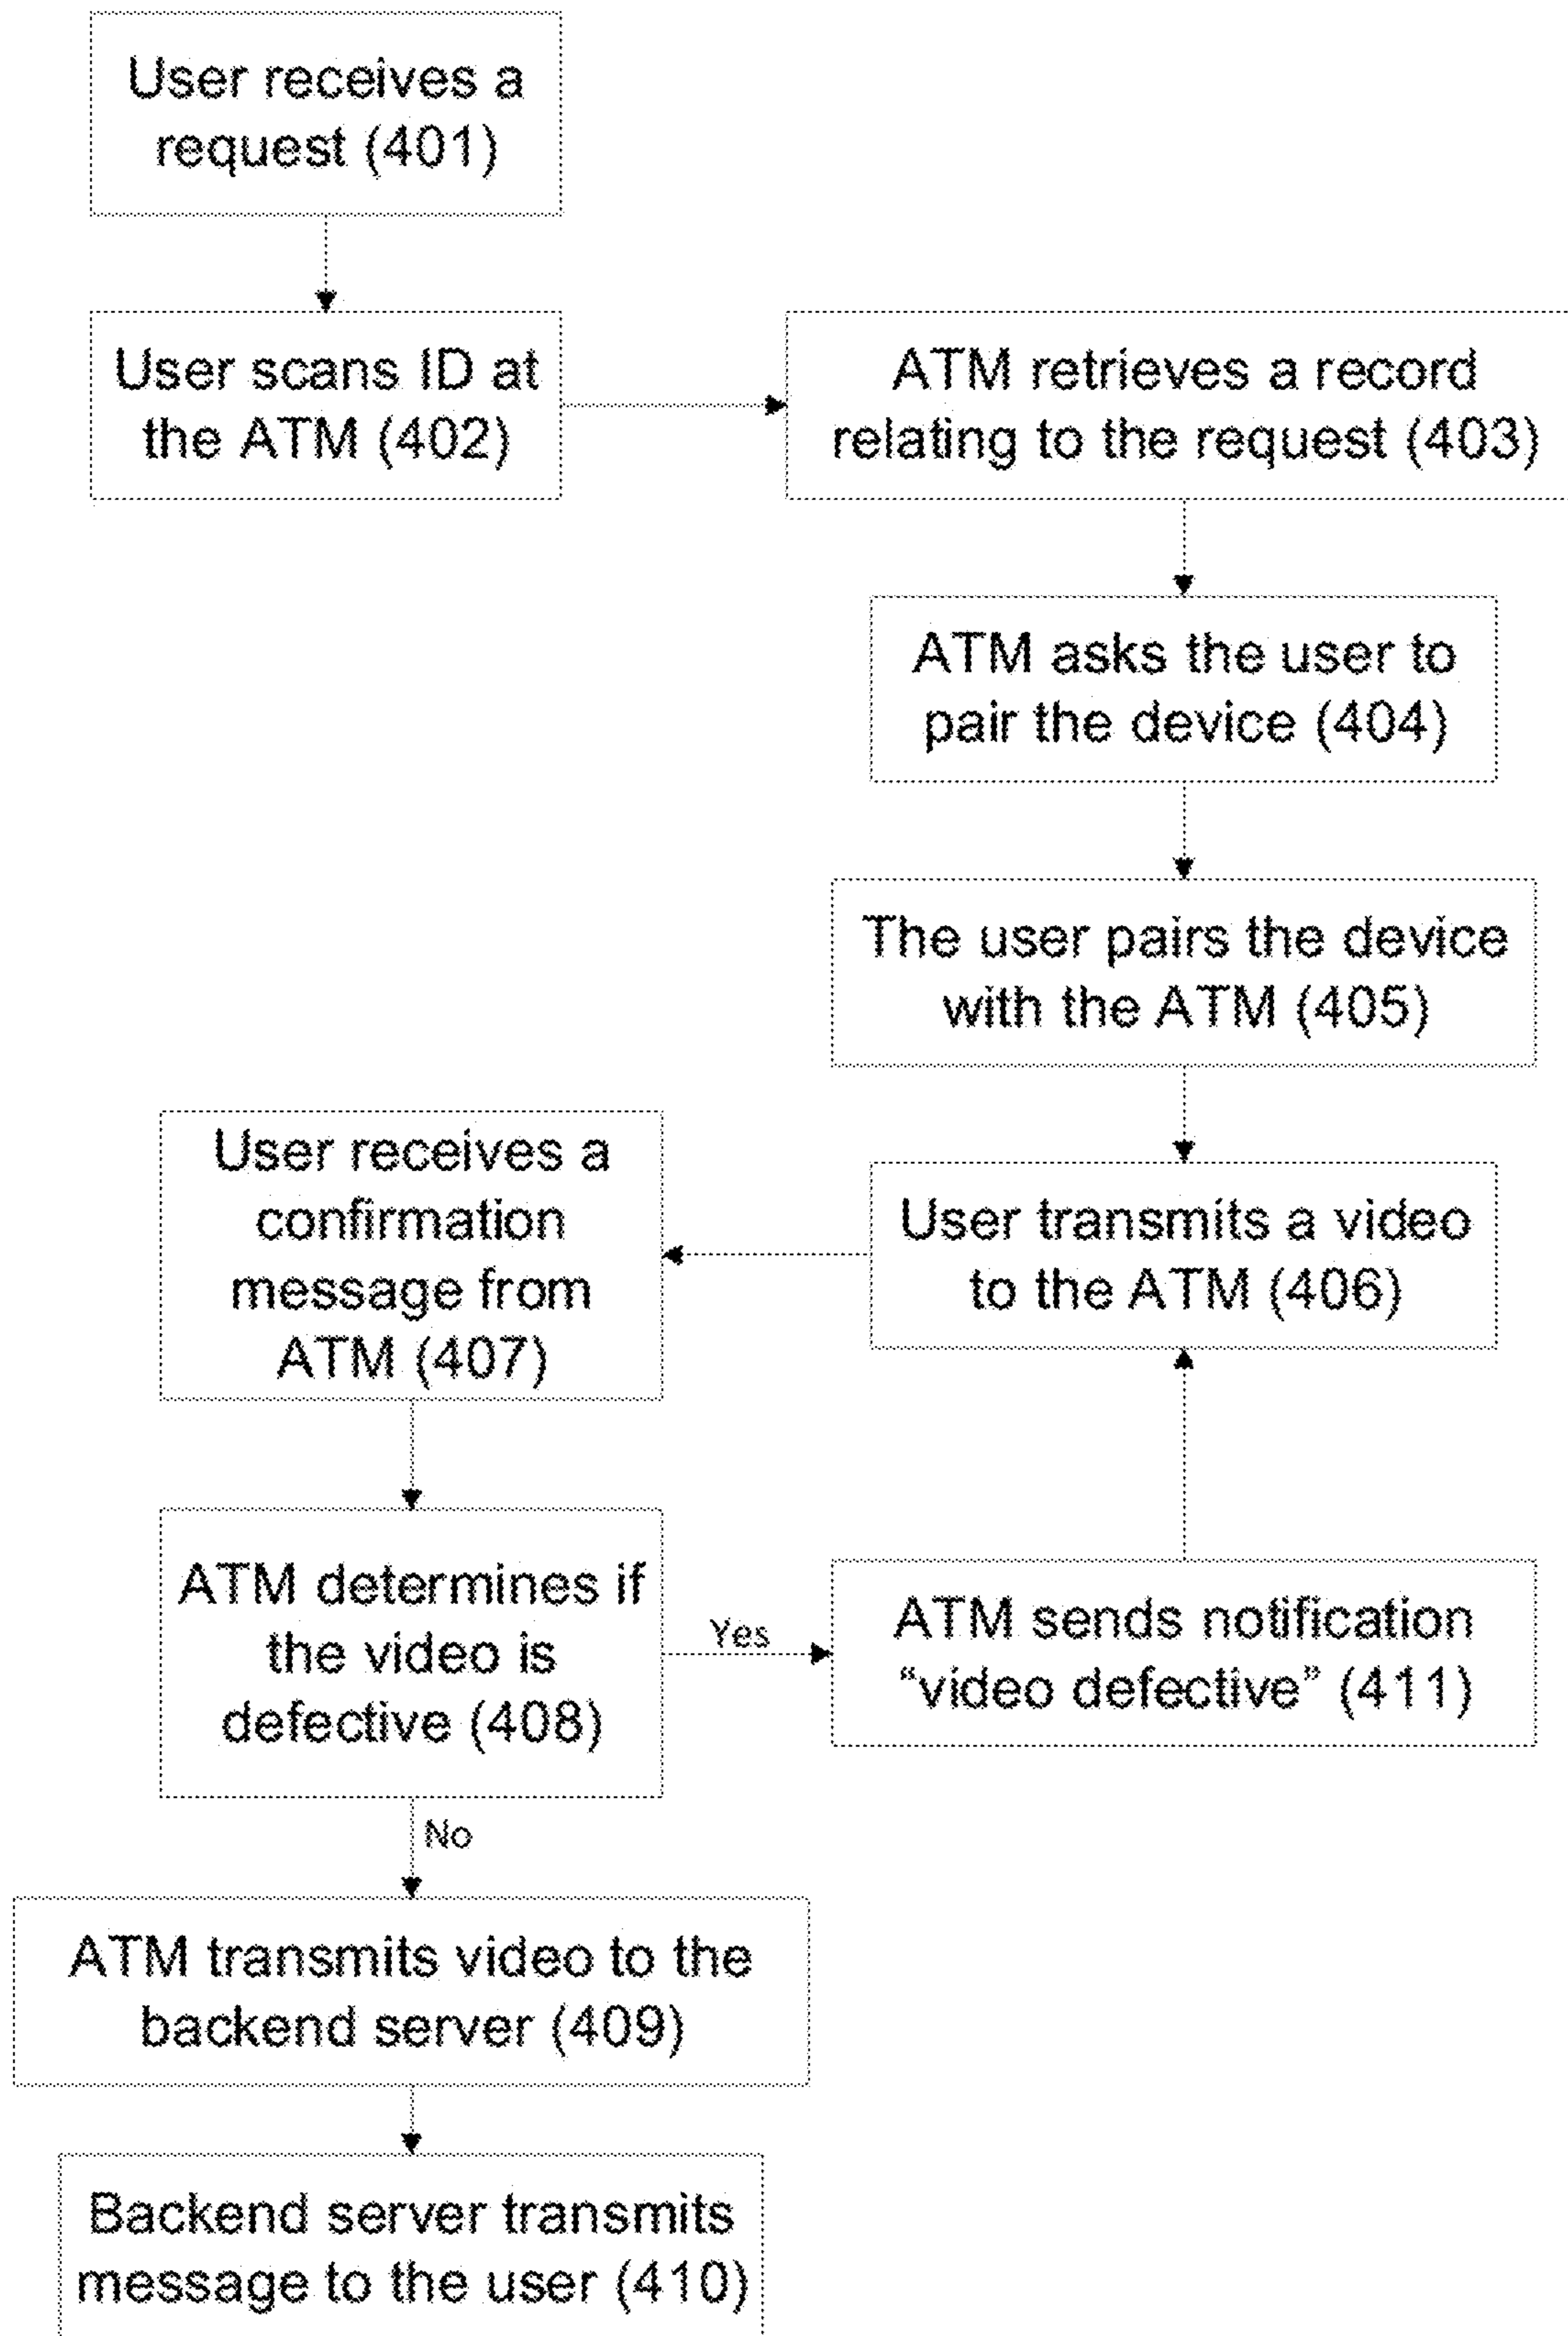 User receives a
request (401)
User scans ID at
the ATM (402)
ATM retrieves a record
relating to the request (403)
ATM asks the user to
pair the device (404)
The user pairs the device
with the ATM (405)
User transmits a video
to the ATM (406)
User receives a
confirmation
message from
ATM (407)
ATM determines if
the video is
defective (408)
Yes
ATM sends notification
“video defective” (411)
No
ATM transmits video to the
backend server (409)
Backend server transmits
message to the user (410)